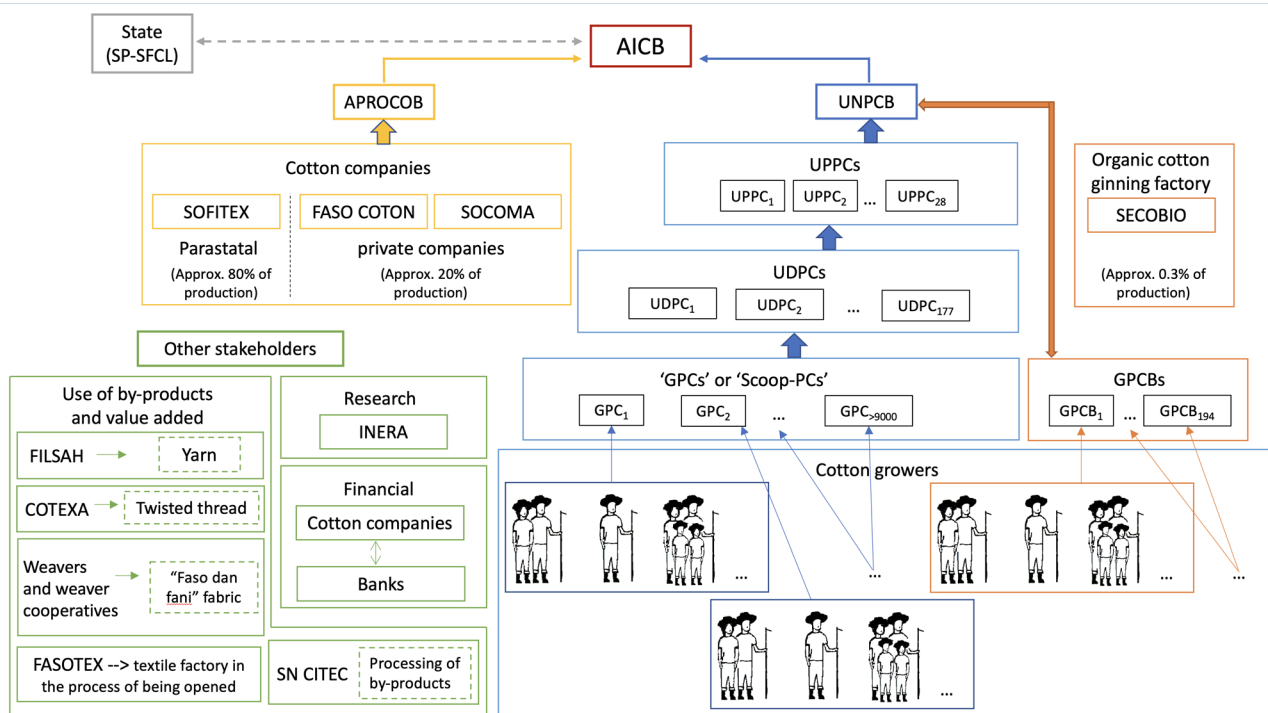 State
(SP-SFCL)
AICB
APROCOB
UNPCB
Cotton companies
SOFITEX
FASO COTON
SOCOMA
Parastatal
(Approx. 80% of
production)
private companies
(Approx. 20% of
production)
UPPCs
UPPC1
UPPC2
...
UPPC28
Organic cotton
ginning factory
SECOBIO
(Approx. 0.3% of
production)
UDPCs
UDPC1
UDPC2
...
UDPC177
'GPCs' or 'Scoop-PCs'
GPC1
GPC2
...
GPC>9000
GPCBs
GPCB1
...
GPCB194
Cotton growers
...
...
...
...
...
Other stakeholders
Use of by-products
and value added
FILSAH
Yarn
COTEXA
Twisted thread
Weavers
and weaver
cooperatives
“Faso dan
fani” fabric
FASOTEX --> textile factory in
the process of being opened
Research
INERA
Financial
Cotton companies
Banks
SN CITEC
Processing of
by-products